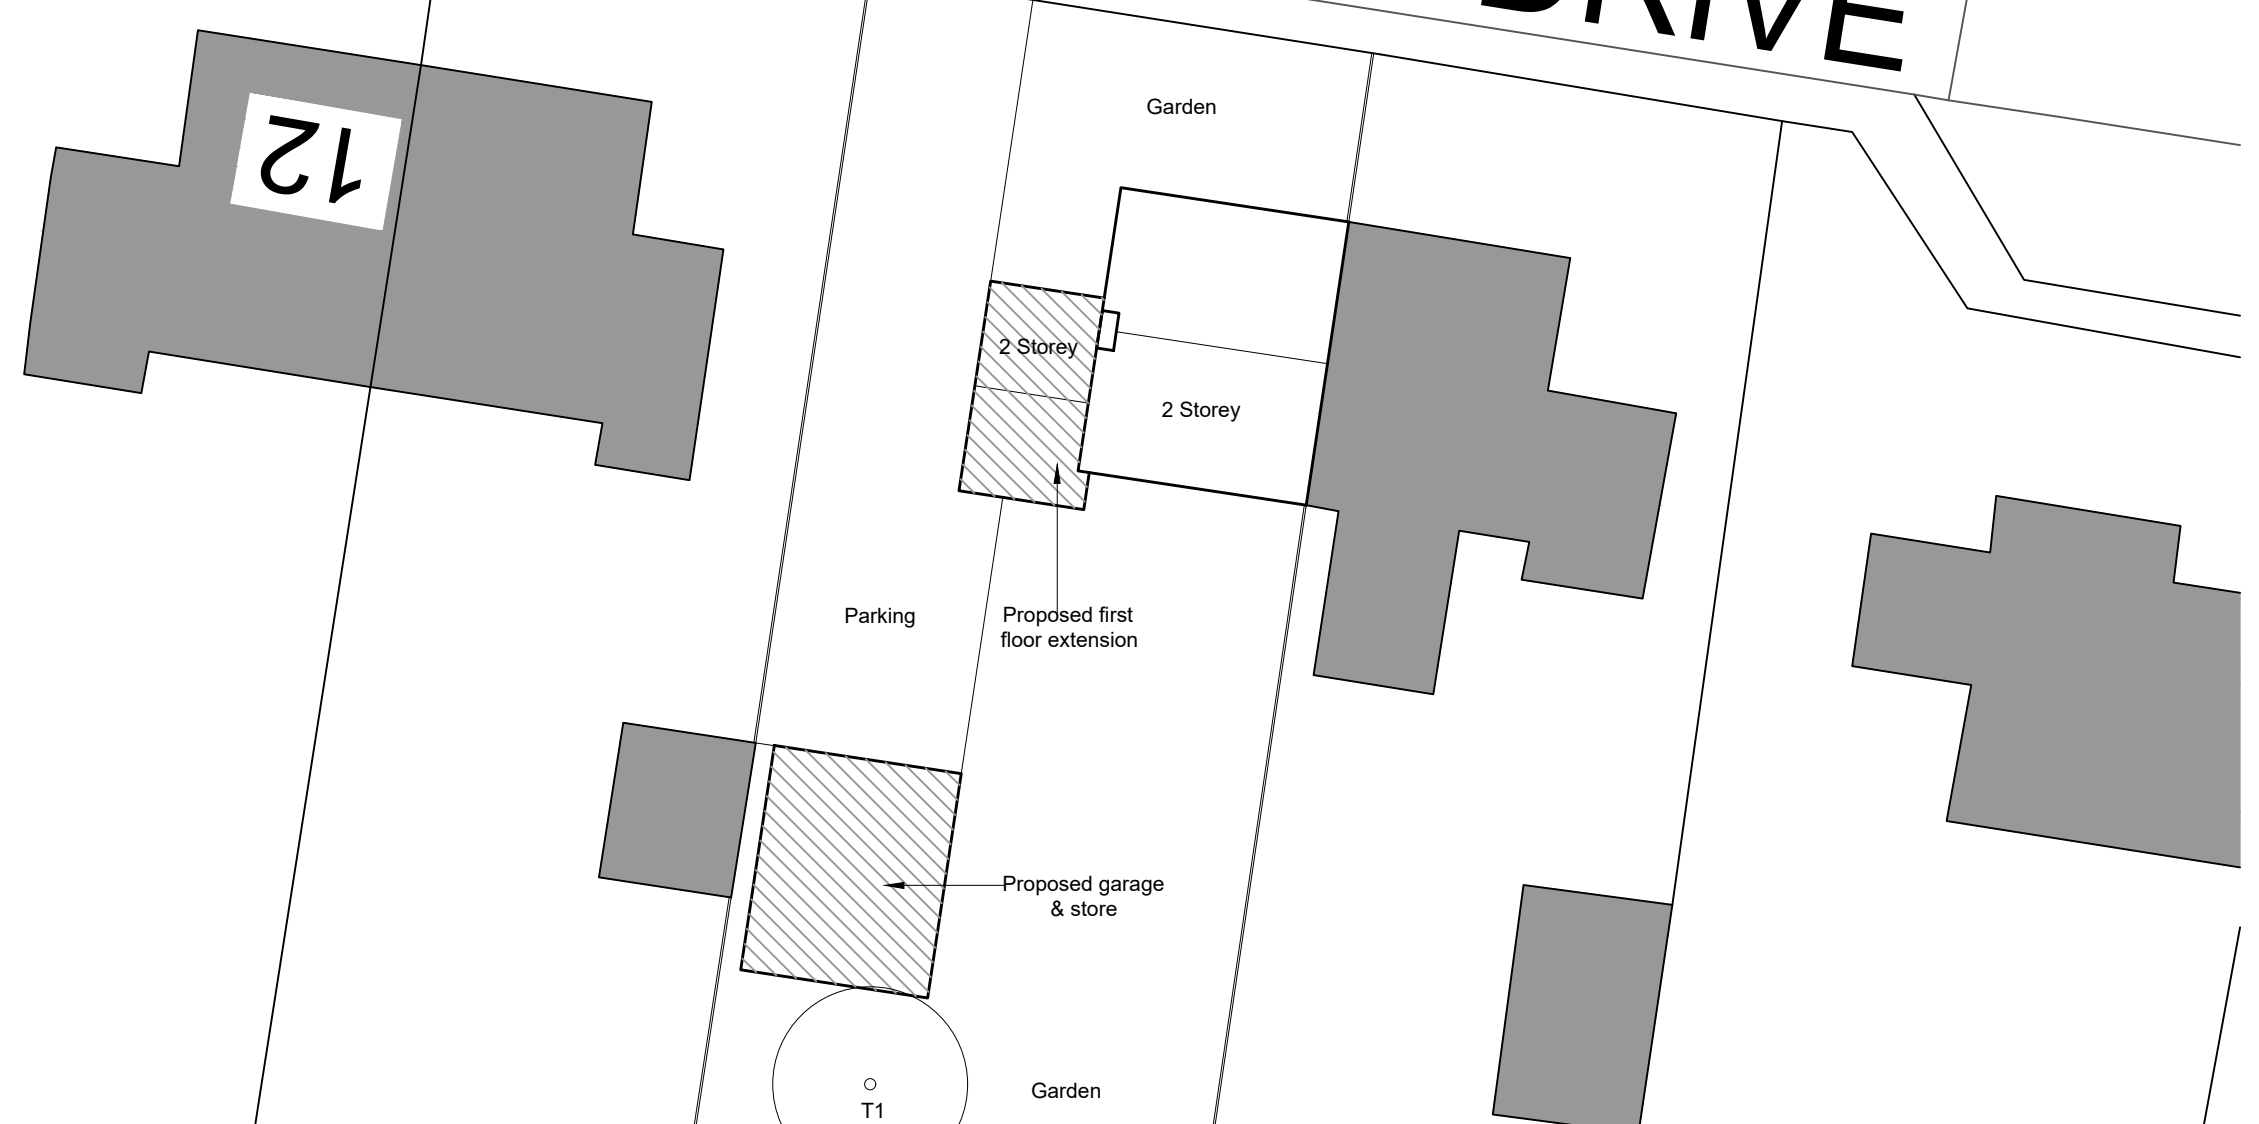 DRIVE
Garden
12
2 Storey
2 Storey
Parking
Proposed first
floor extension
Proposed garage
& store
Garden
T1